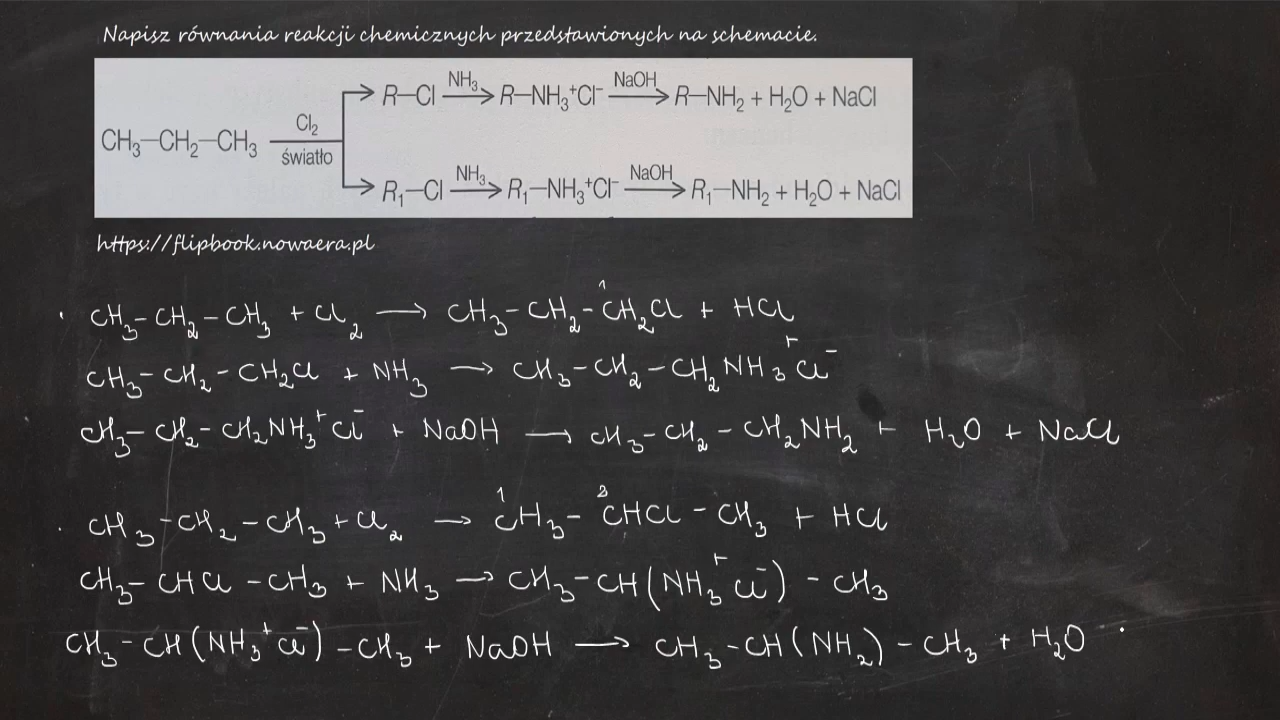 Napisz równania reakcji chemicznych przedstawionych na schemacie.
CH₃—CH₂—CH₃ Cl₂ światło
R—Cl NH₃ → R—NH₃⁺Cl⁻ NaOH → R—NH₂ + H₂O + NaCl
R₁—Cl NH₃ → R₁—NH₃⁺Cl⁻ NaOH → R₁—NH₂ + H₂O + NaCl
https://flipbook.nowaera.pl
· CH₃-CH₂-CH₃ + Cl₂ → CH₃-CH₂-¹CH₂Cl + HCl
CH₃-CH₂-CH₂Cl + NH₃ → CH₃-CH₂-CH₂NH₃⁺Cl⁻
CH₃-CH₂-CH₂NH₃⁺Cl⁻ + NaOH → CH₃-CH₂-CH₂NH₂ + H₂O + NaCl
· CH₃-CH₂-CH₃ + Cl₂ → ¹CH₃-²CHCl-CH₃ + HCl
CH₃-CHCl-CH₃ + NH₃ → CH₃-CH(NH₃⁺Cl⁻)-CH₃
CH₃-CH(NH₃⁺Cl⁻)-CH₃ + NaOH → CH₃-CH(NH₂)-CH₃ + H₂O